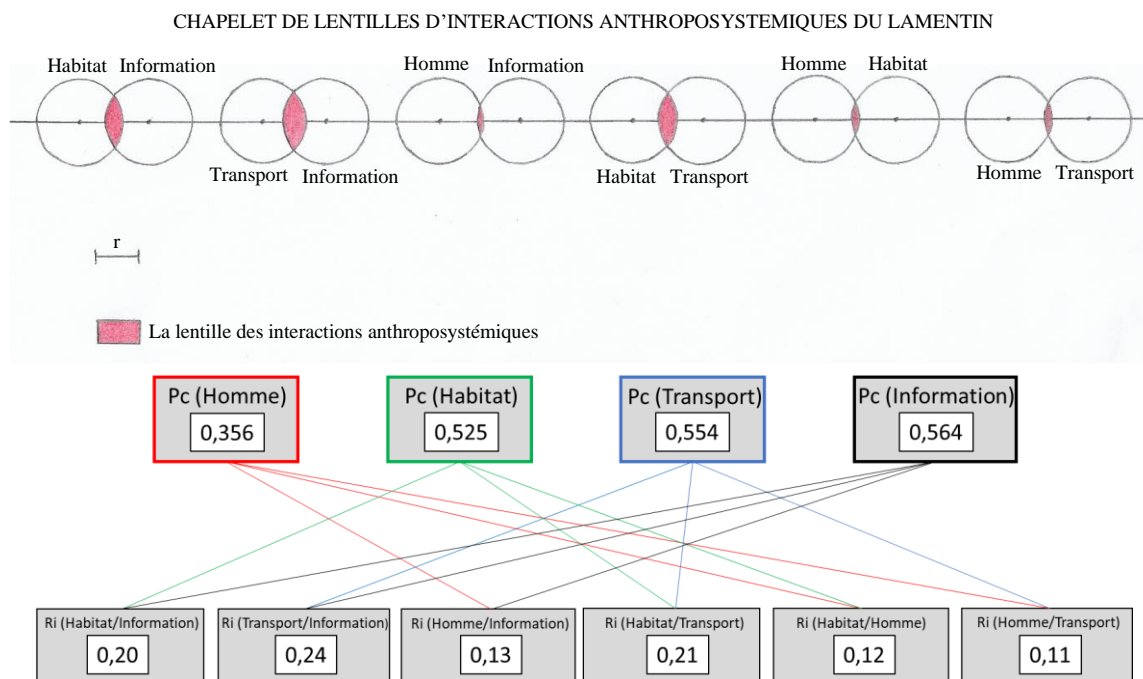 CHAPELET DE LENTILLES D’INTERACTIONS ANTHROPOSYSTEMIQUES DU LAMENTIN
Habitat Information
Transport Information
Homme Information
Habitat Transport
Homme Habitat
Homme Transport
r
La lentille des interactions anthroposystémiques
Pc (Homme)
0,356
Pc (Habitat)
0,525
Pc (Transport)
0,554
Pc (Information)
0,564
Ri (Habitat/Information)
0,20
Ri (Transport/Information)
0,24
Ri (Homme/Information)
0,13
Ri (Habitat/Transport)
0,21
Ri (Habitat/Homme)
0,12
Ri (Homme/Transport)
0,11